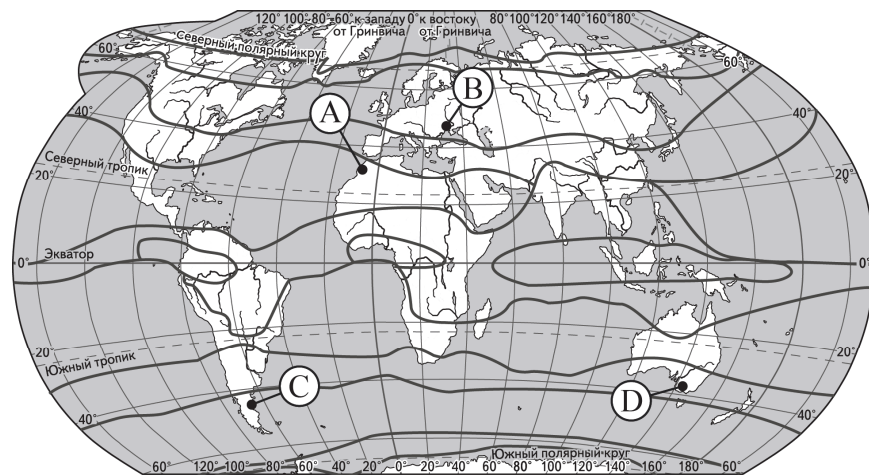 120° 100° 80° 60° к западу 0° к востоку 80° 100° 120° 140° 160° 180°
от Гринвича от Гринвича
Северный полярный круг
60° 60°
B
A
40° 40°
Северный тропик
20° 20°
Экватор
0° 0°
20° 20°
Южный тропик
C D
40° 40°
Южный полярный круг
60° 120° 100° 80° 60° 40° 20° 0° 20° 40° 60° 80° 100° 120° 140° 160° 60°